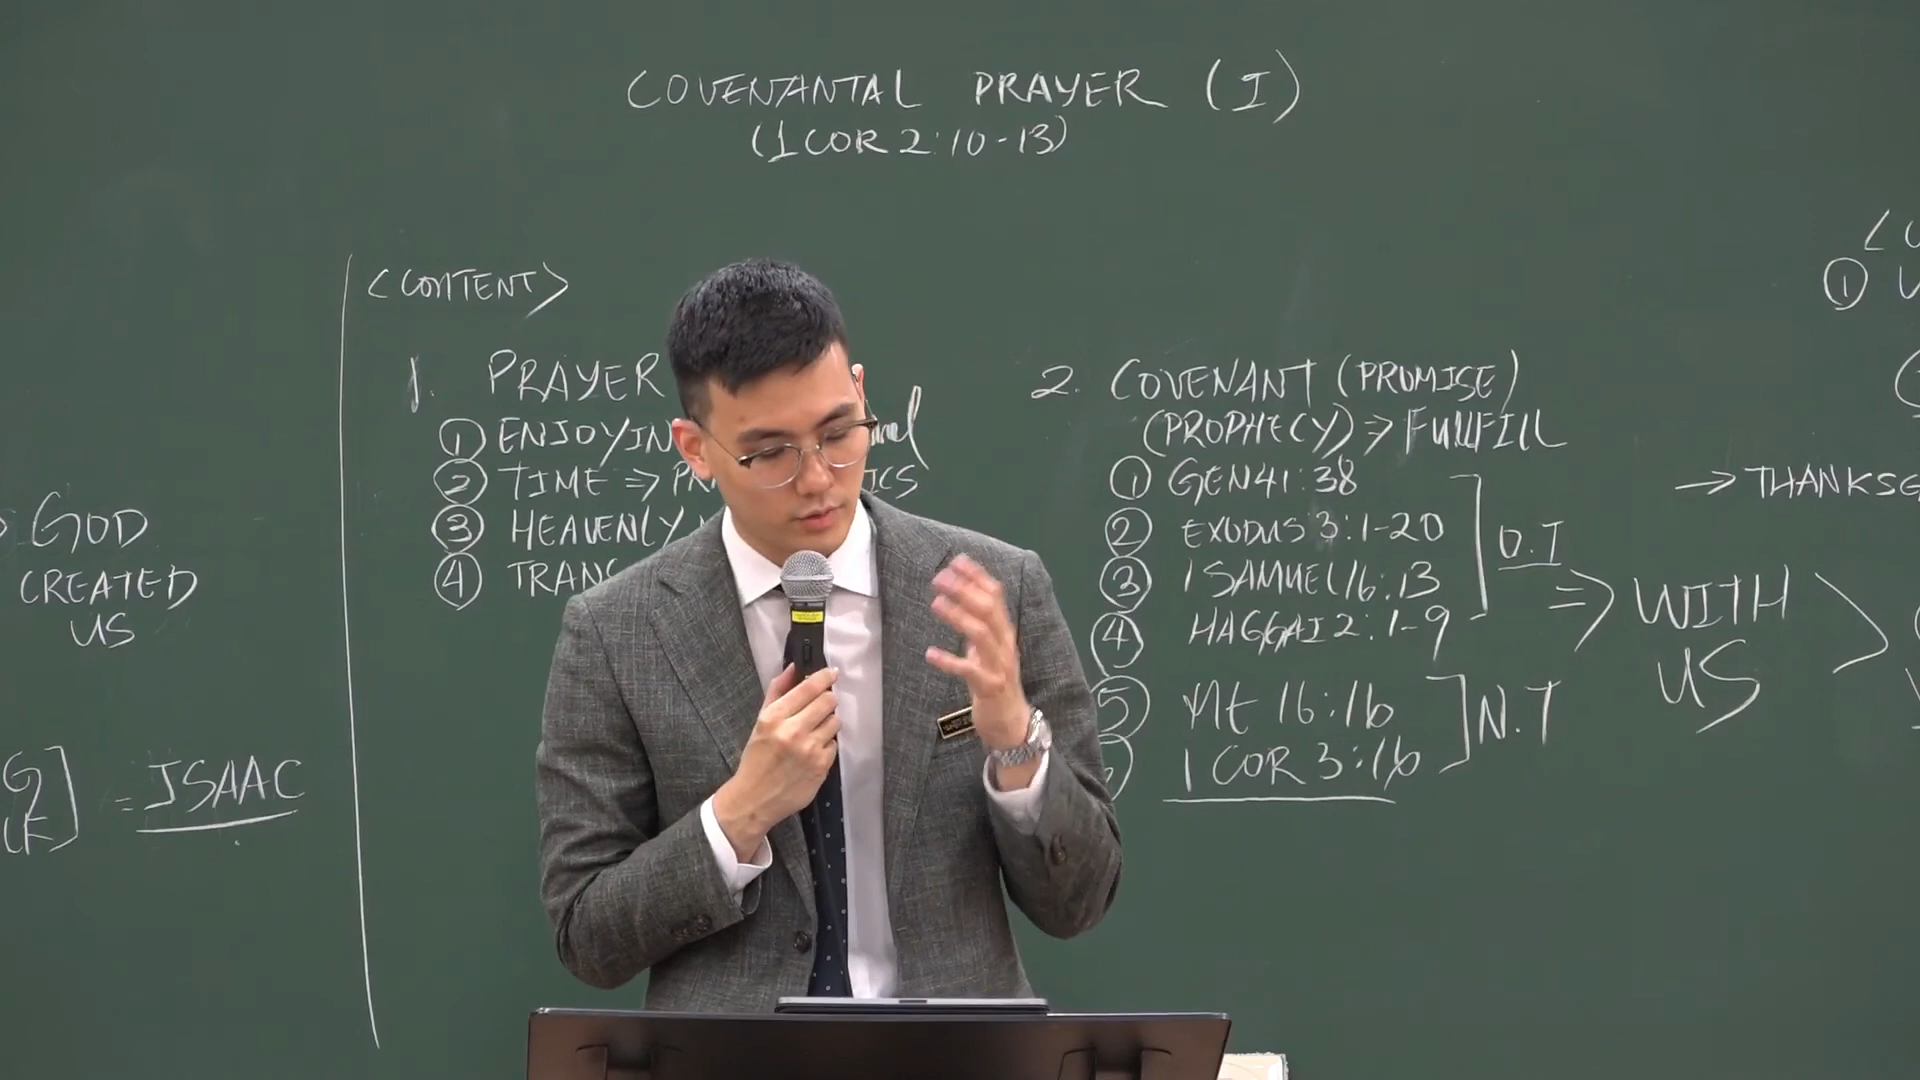 COVENANTAL PRAYER (I)
(1 COR 2:10-13)
<CONTENT>
1. PRAYER
① ENJOYIN
② TIME ⇒ PR ICS
③ HEAVENLY
④ TRANS
2. COVENANT (PROMISE)
(PROPHECY) ⇒ FULLFILL
① GEN 41:38
② EXODUS 3:1-20
③ 1 SAMUEL 16:13
④ HAGGAI 2:1-9
O.T
⑤ Mt 16:16
1 COR 3:16
N.T
⇒ WITH
US
GOD
CREATED
US
= ISAAC
①
→ THANKSG